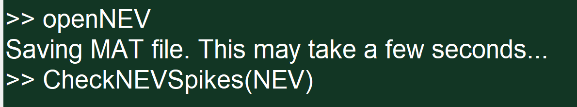 >> openNEV
Saving MAT file. This may take a few seconds...
>> CheckNEVSpikes(NEV)